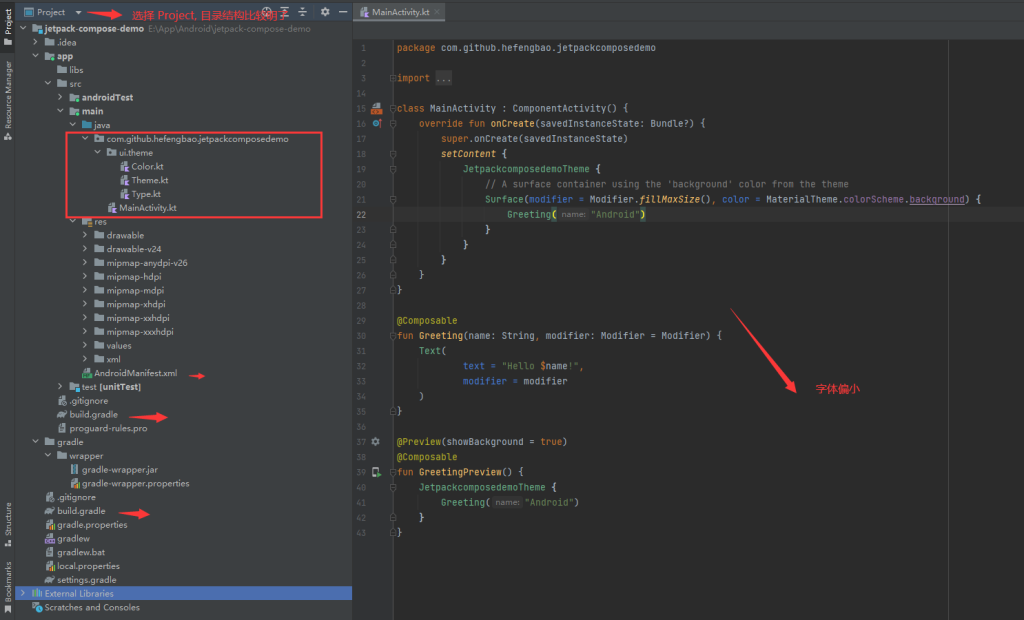 Project
选择 Project, 目录结构比较明了
MainActivity.kt
Project
Resource Manager
Structure
Bookmarks
jetpack-compose-demo E:\App\Android\jetpack-compose-demo
.idea
app
libs
src
androidTest
main
java
com.github.hefengbao.jetpackcomposedemo
ui.theme
Color.kt
Theme.kt
Type.kt
MainActivity.kt
res
drawable
drawable-v24
mipmap-anydpi-v26
mipmap-hdpi
mipmap-mdpi
mipmap-xhdpi
mipmap-xxhdpi
mipmap-xxxhdpi
values
xml
AndroidManifest.xml
test [unitTest]
.gitignore
build.gradle
proguard-rules.pro
gradle
wrapper
gradle-wrapper.jar
gradle-wrapper.properties
.gitignore
build.gradle
gradle.properties
gradlew
gradlew.bat
local.properties
settings.gradle
External Libraries
Scratches and Consoles
1 package com.github.hefengbao.jetpackcomposedemo
2
3 import ...
14
15 class MainActivity : ComponentActivity() {
16 override fun onCreate(savedInstanceState: Bundle?) {
17 super.onCreate(savedInstanceState)
18 setContent {
19 JetpackcomposedemoTheme {
20 // A surface container using the 'background' color from the theme
21 Surface(modifier = Modifier.fillMaxSize(), color = MaterialTheme.colorScheme.background) {
22 Greeting( name: "Android")
23 }
24 }
25 }
26 }
27 }
28
29 @Composable
30 fun Greeting(name: String, modifier: Modifier = Modifier) {
31 Text(
32 text = "Hello $name!",
33 modifier = modifier
34 )
35 }
36
37 @Preview(showBackground = true)
38 @Composable
39 fun GreetingPreview() {
40 JetpackcomposedemoTheme {
41 Greeting( name: "Android")
42 }
43 }
字体偏小